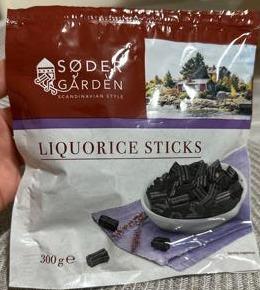 SØDER
GÅRDEN
SCANDINAVIAN STYLE
LIQUORICE STICKS
300g e